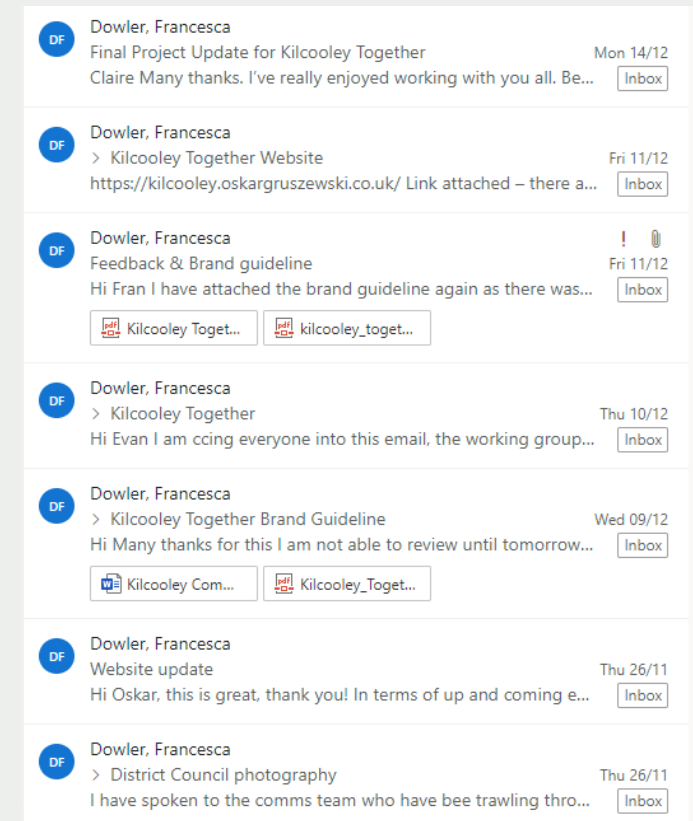 DF
Dowler, Francesca
Final Project Update for Kilcooley Together Mon 14/12
Claire Many thanks. I've really enjoyed working with you all. Be... Inbox
DF
Dowler, Francesca
> Kilcooley Together Website Fri 11/12
https://kilcooley.oskargruszewski.co.uk/ Link attached – there a... Inbox
DF
Dowler, Francesca !
Feedback & Brand guideline Fri 11/12
Hi Fran I have attached the brand guideline again as there was... Inbox
pdf Kilcooley Toget... pdf kilcooley_toget...
DF
Dowler, Francesca
> Kilcooley Together Thu 10/12
Hi Evan I am ccing everyone into this email, the working group... Inbox
DF
Dowler, Francesca
> Kilcooley Together Brand Guideline Wed 09/12
Hi Many thanks for this I am not able to review until tomorrow... Inbox
W Kilcooley Com... pdf Kilcooley_Toget...
DF
Dowler, Francesca
Website update Thu 26/11
Hi Oskar, this is great, thank you! In terms of up and coming e... Inbox
DF
Dowler, Francesca
> District Council photography Thu 26/11
I have spoken to the comms team who have bee trawling thro... Inbox